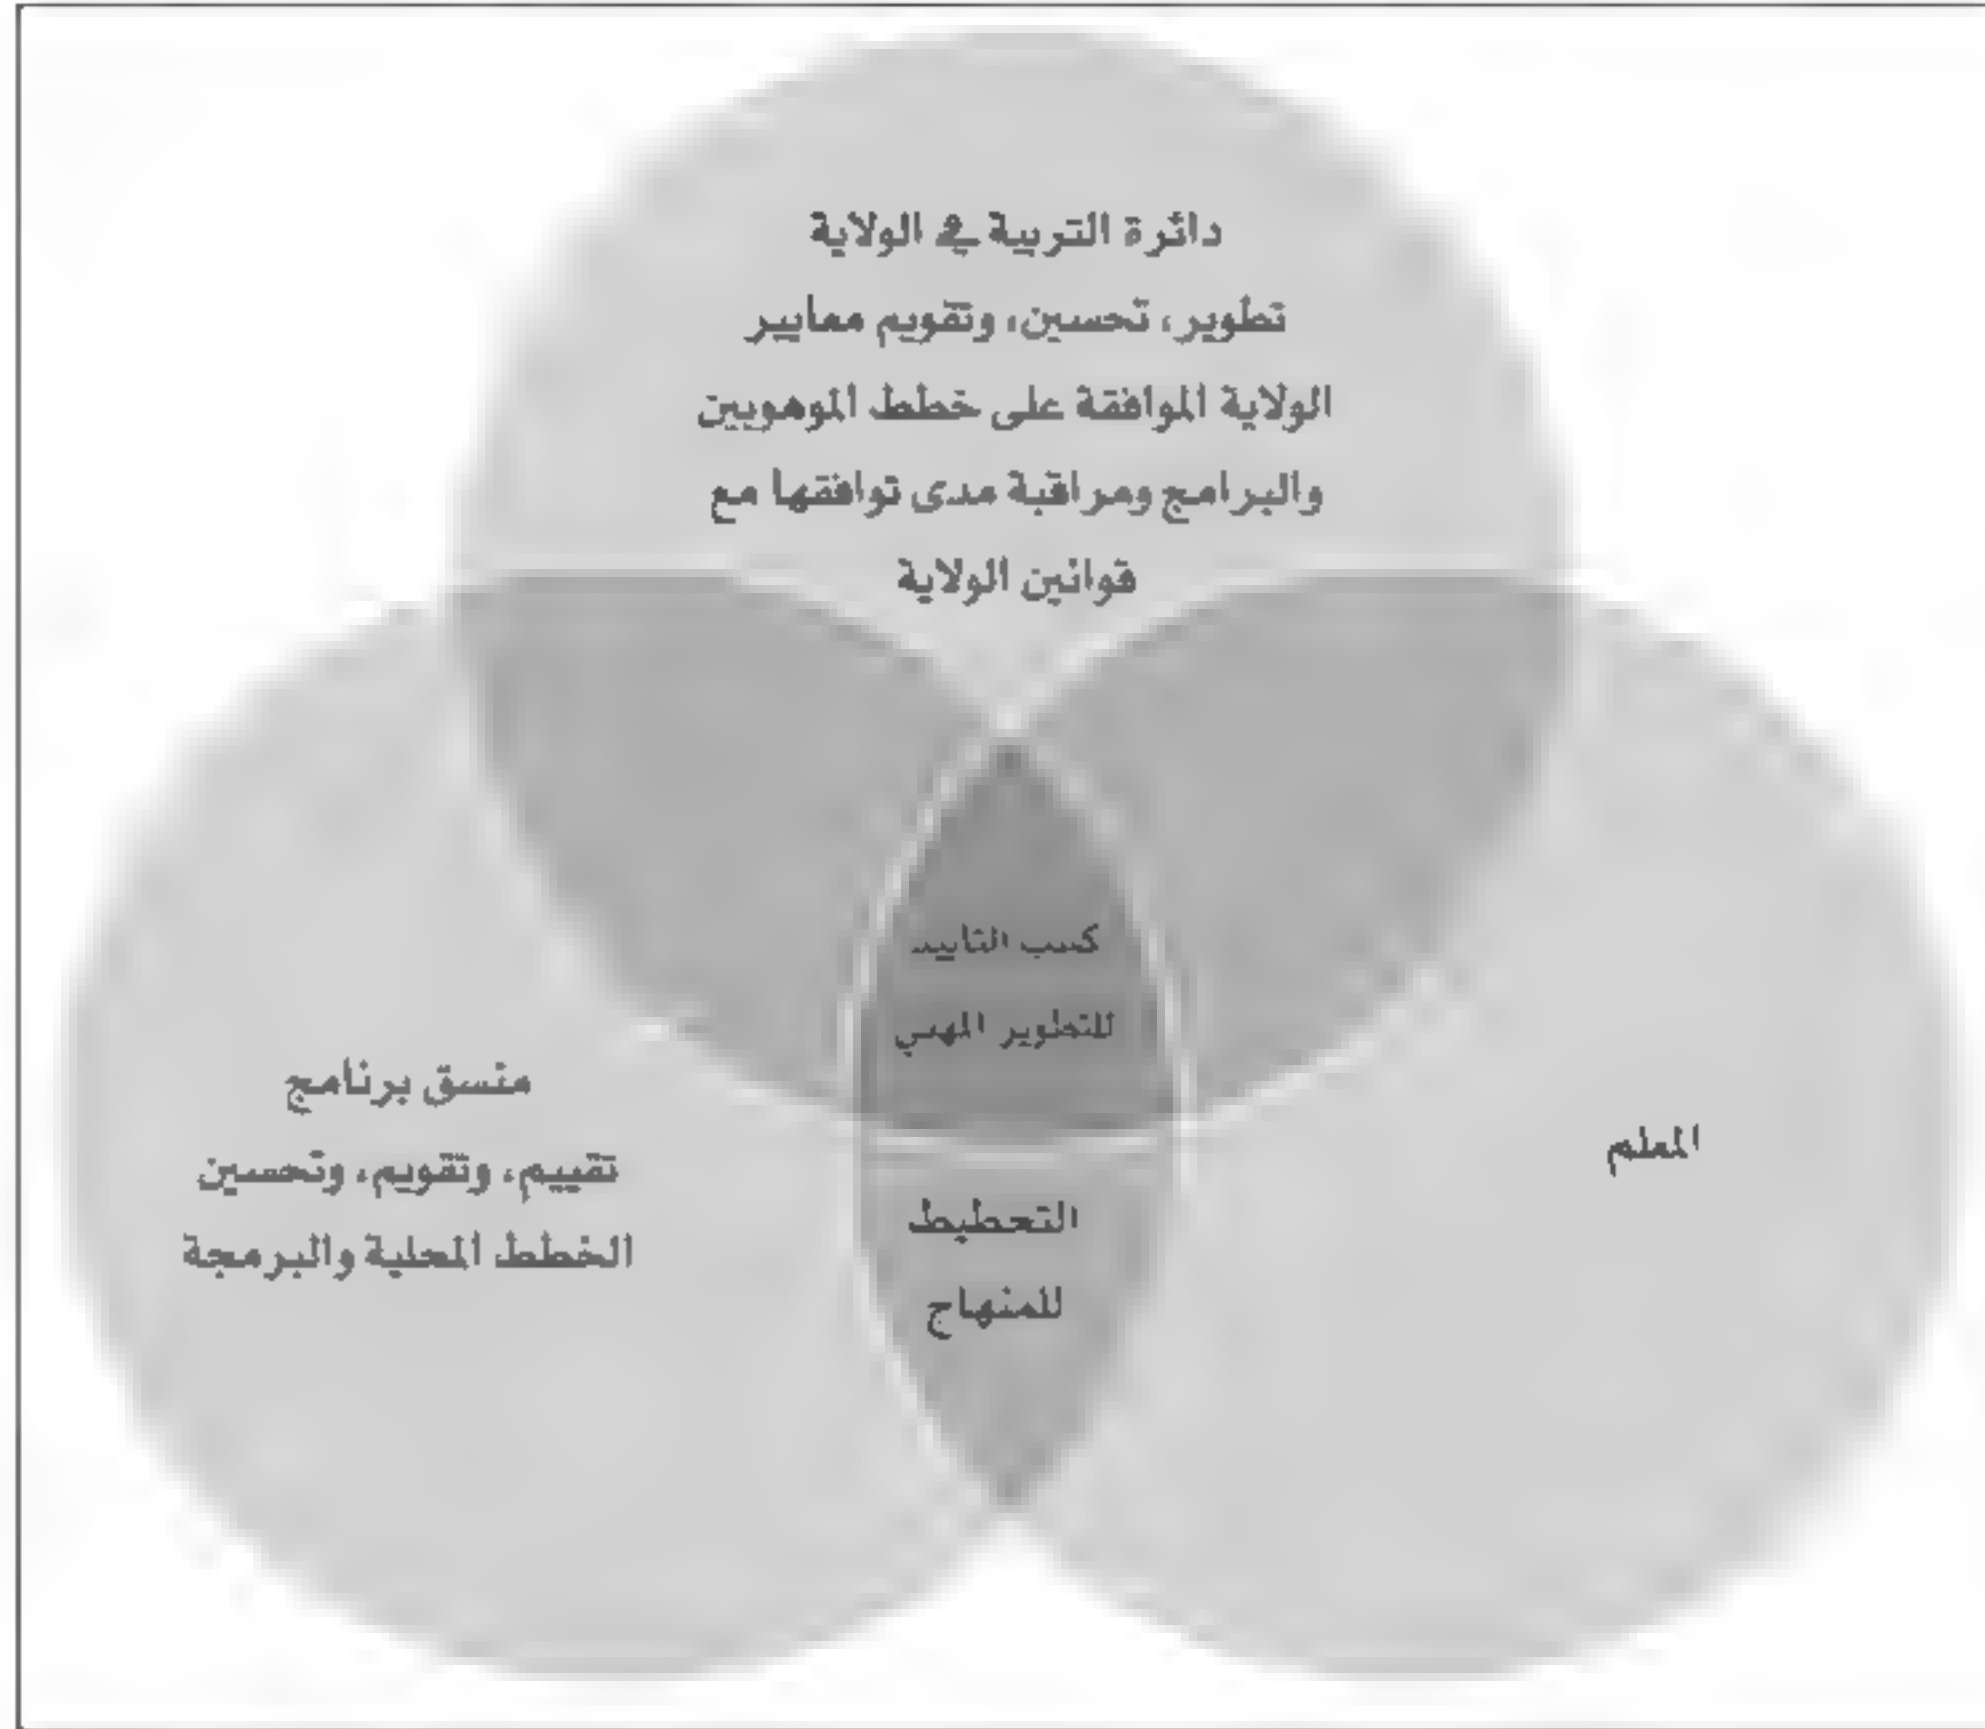 دائرة التربية في الولاية
تطوير، تحسين، وتقويم معايير
الولاية الموافقة على خطط الموهوبين
والبرامج ومراقبة مدى توافقها مع
قوانين الولاية
كسب التأييد
للتطوير المهني
منسق برنامج
تقييم، وتقويم، وتحسين
الخطط المحلية والبرمجة
المعلم
التخطيط
للمنهاج